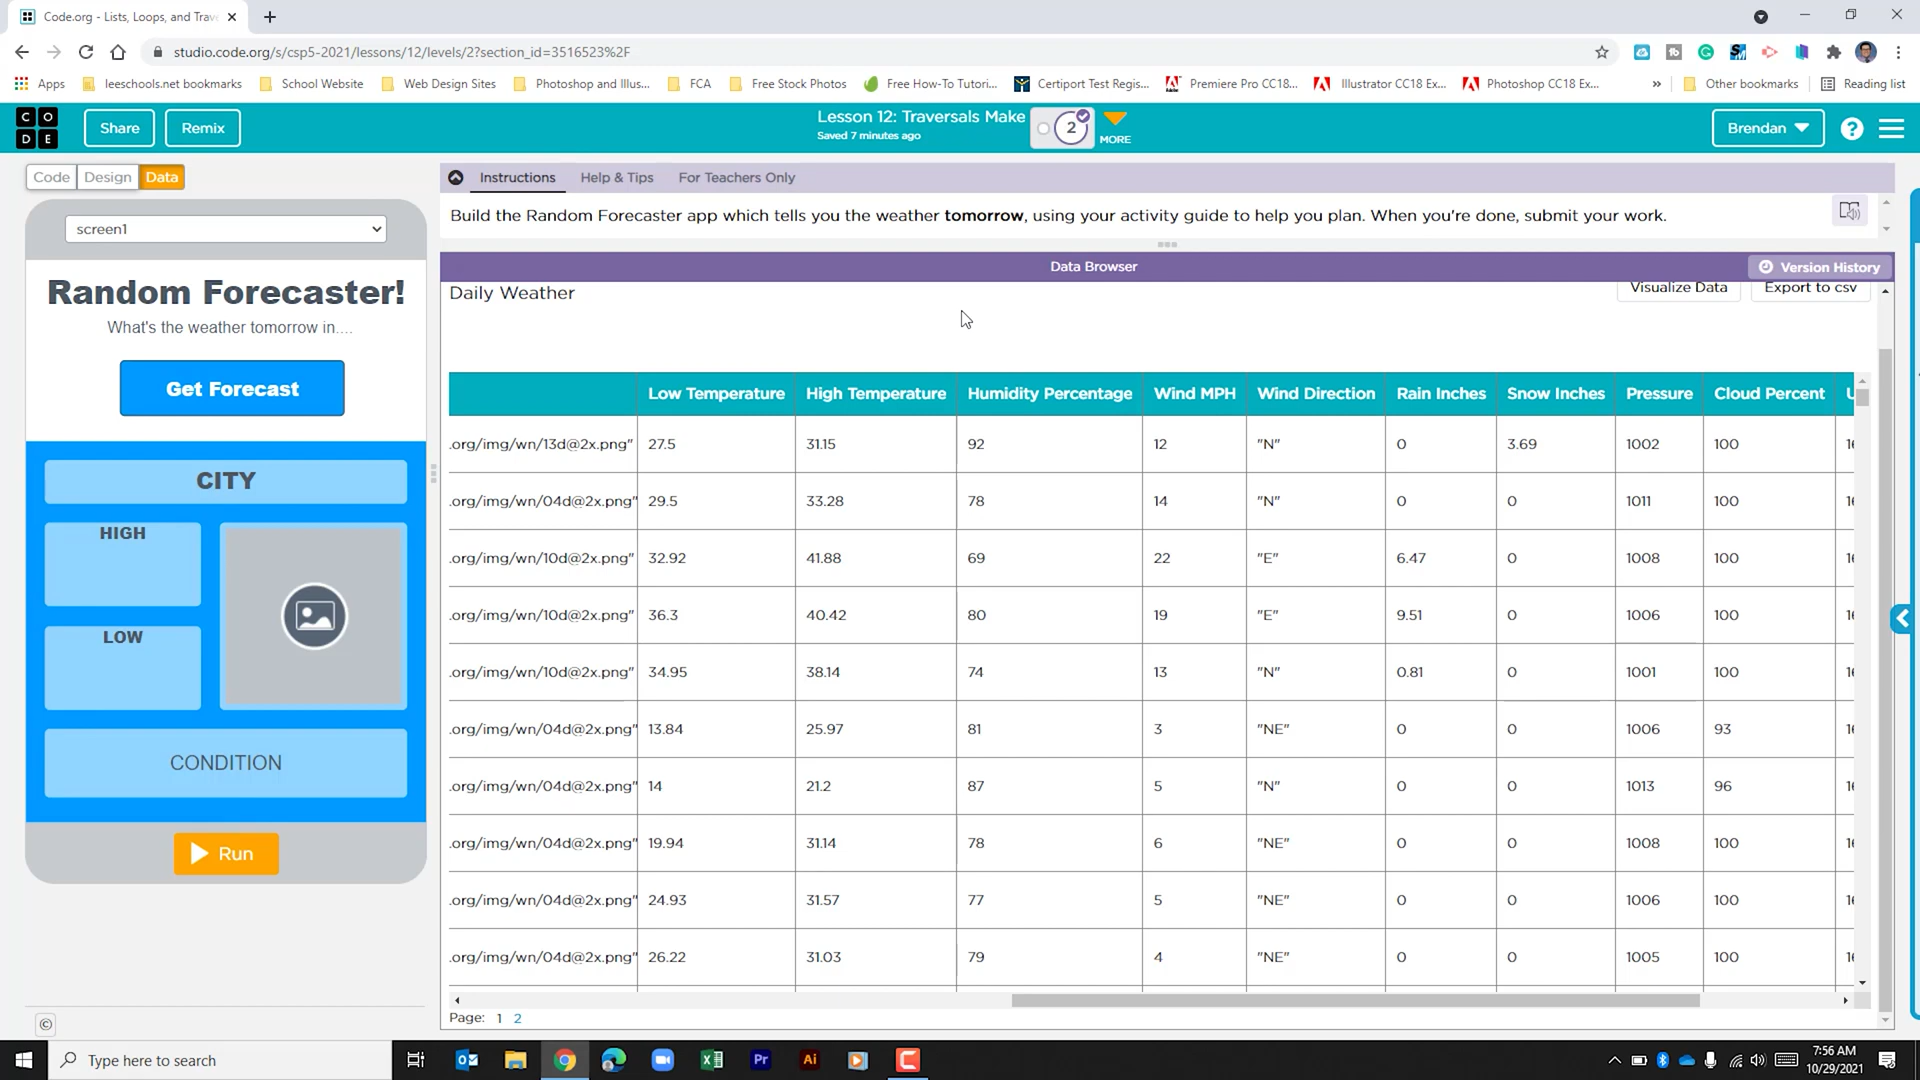 Code.org - Lists, Loops, and Trav
studio.code.org/s/csp5-2021/lessons/12/levels/2?section_id=3516523%2F
Apps leeschools.net bookmarks School Website Web Design Sites Photoshop and Illus... FCA Free Stock Photos Free How-To Tutori... Certiport Test Regis... Premiere Pro CC18... Illustrator CC18 Ex... Photoshop CC18 Ex... » Other bookmarks Reading list
CODE Share Remix Lesson 12: Traversals Make 2 MORE Brendan ?
Saved 7 minutes ago
Code Design Data
Instructions Help & Tips For Teachers Only
Build the Random Forecaster app which tells you the weather tomorrow, using your activity guide to help you plan. When you're done, submit your work.
screen1
Data Browser Version History
Daily Weather Visualize Data Export to csv
Random Forecaster!
What's the weather tomorrow in....
Get Forecast
CITY
HIGH
LOW
CONDITION
Run
Low Temperature High Temperature Humidity Percentage Wind MPH Wind Direction Rain Inches Snow Inches Pressure Cloud Percent U
.org/img/wn/13d@2x.png" 27.5 31.15 92 12 "N" 0 3.69 1002 100 16
.org/img/wn/04d@2x.png" 29.5 33.28 78 14 "N" 0 0 1011 100 16
.org/img/wn/10d@2x.png" 32.92 41.88 69 22 "E" 6.47 0 1008 100 16
.org/img/wn/10d@2x.png" 36.3 40.42 80 19 "E" 9.51 0 1006 100 16
.org/img/wn/10d@2x.png" 34.95 38.14 74 13 "N" 0.81 0 1001 100 16
.org/img/wn/04d@2x.png" 13.84 25.97 81 3 "NE" 0 0 1006 93 16
.org/img/wn/04d@2x.png" 14 21.2 87 5 "N" 0 0 1013 96 16
.org/img/wn/04d@2x.png" 19.94 31.14 78 6 "NE" 0 0 1008 100 16
.org/img/wn/04d@2x.png" 24.93 31.57 77 5 "NE" 0 0 1006 100 16
.org/img/wn/04d@2x.png" 26.22 31.03 79 4 "NE" 0 0 1005 100 16
Page: 1 2
©
Type here to search
Pr Ai
7:56 AM
10/29/2021